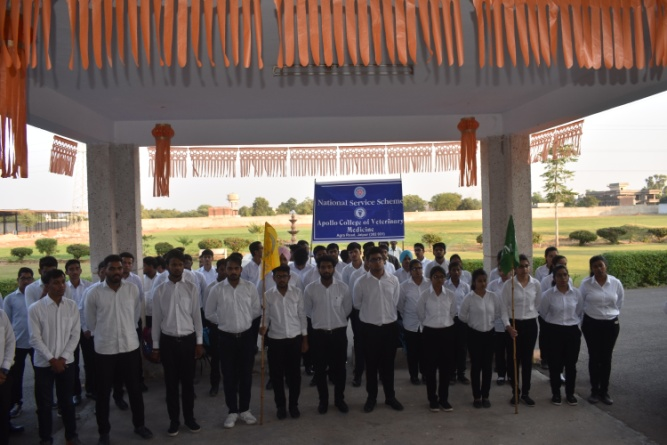 National Service Scheme
Apollo College of Veterinary
Medicine